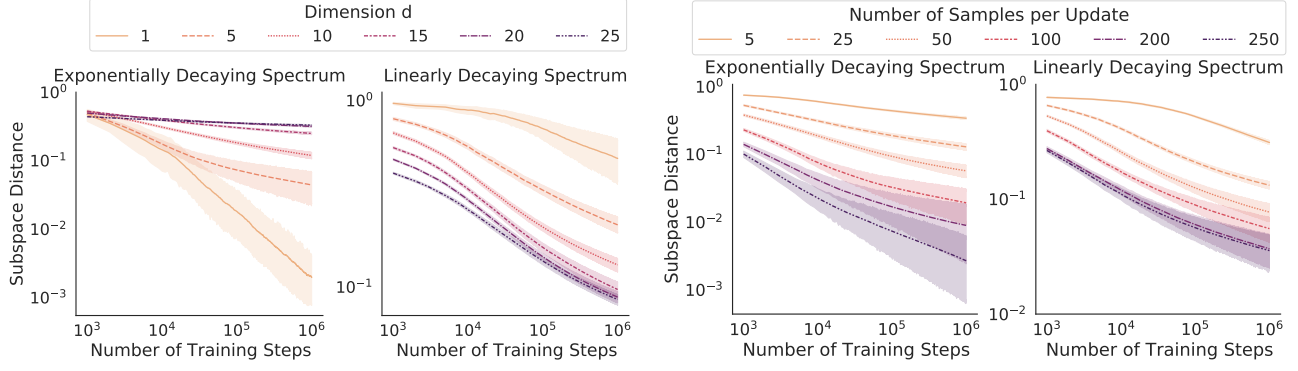 Dimension d
1 5 10 15 20 25
Exponentially Decaying Spectrum
Linearly Decaying Spectrum
Subspace Distance
10^0
10^-1
10^-2
10^-3
10^0
10^-1
10^3 10^4 10^5 10^6
10^3 10^4 10^5 10^6
Number of Training Steps
Number of Training Steps
Number of Samples per Update
5 25 50 100 200 250
Exponentially Decaying Spectrum
Linearly Decaying Spectrum
Subspace Distance
10^0
10^-1
10^-2
10^-3
10^0
10^-1
10^-2
10^3 10^4 10^5 10^6
10^3 10^4 10^5 10^6
Number of Training Steps
Number of Training Steps